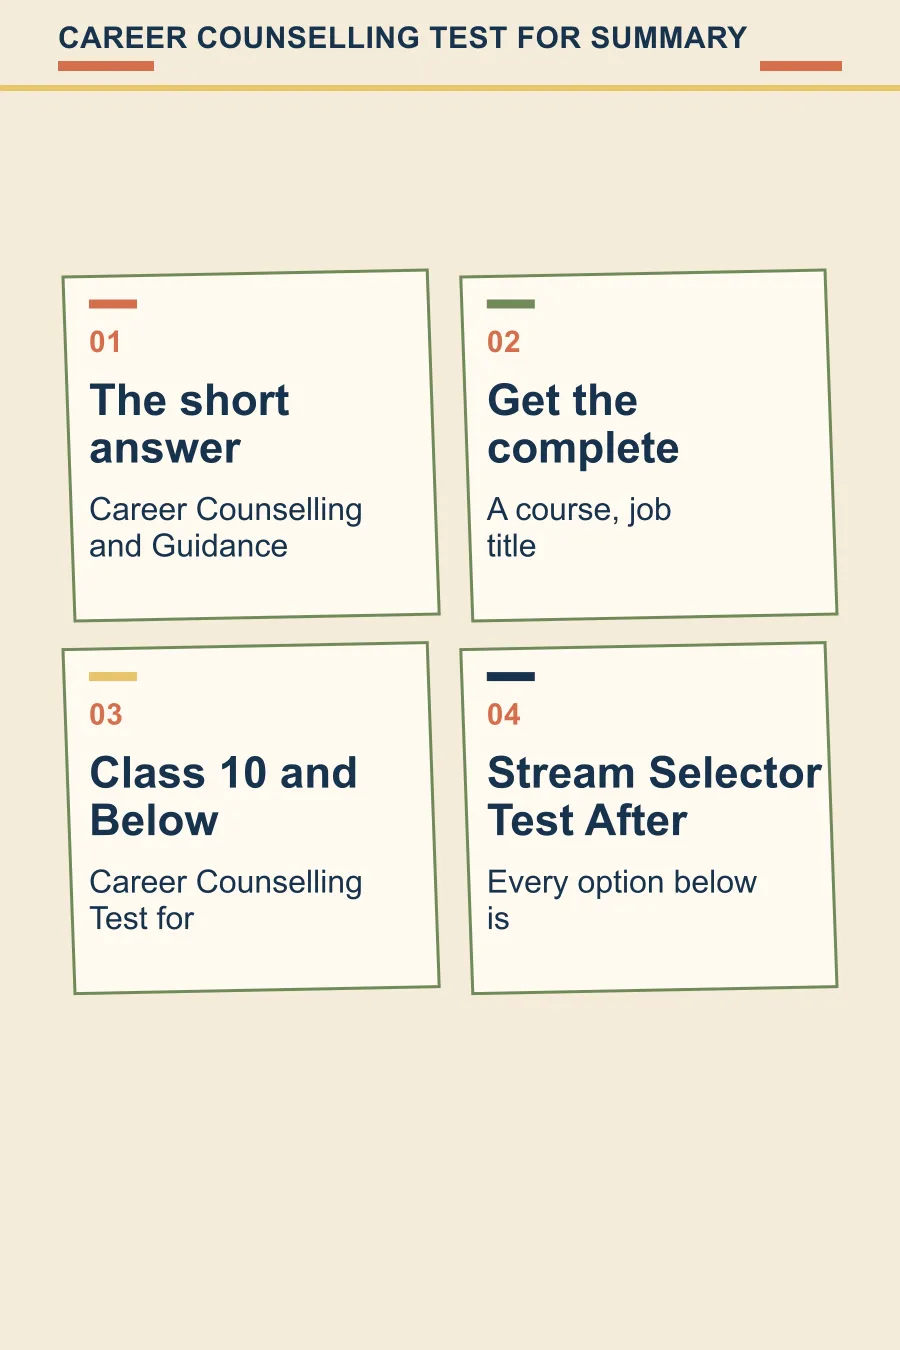 CAREER COUNSELLING TEST FOR SUMMARY
01
The short
answer
Career Counselling
and Guidance
02
Get the
complete
A course, job
title
03
Class 10 and
Below
Career Counselling
Test for
04
Stream Selector
Test After
Every option below
is